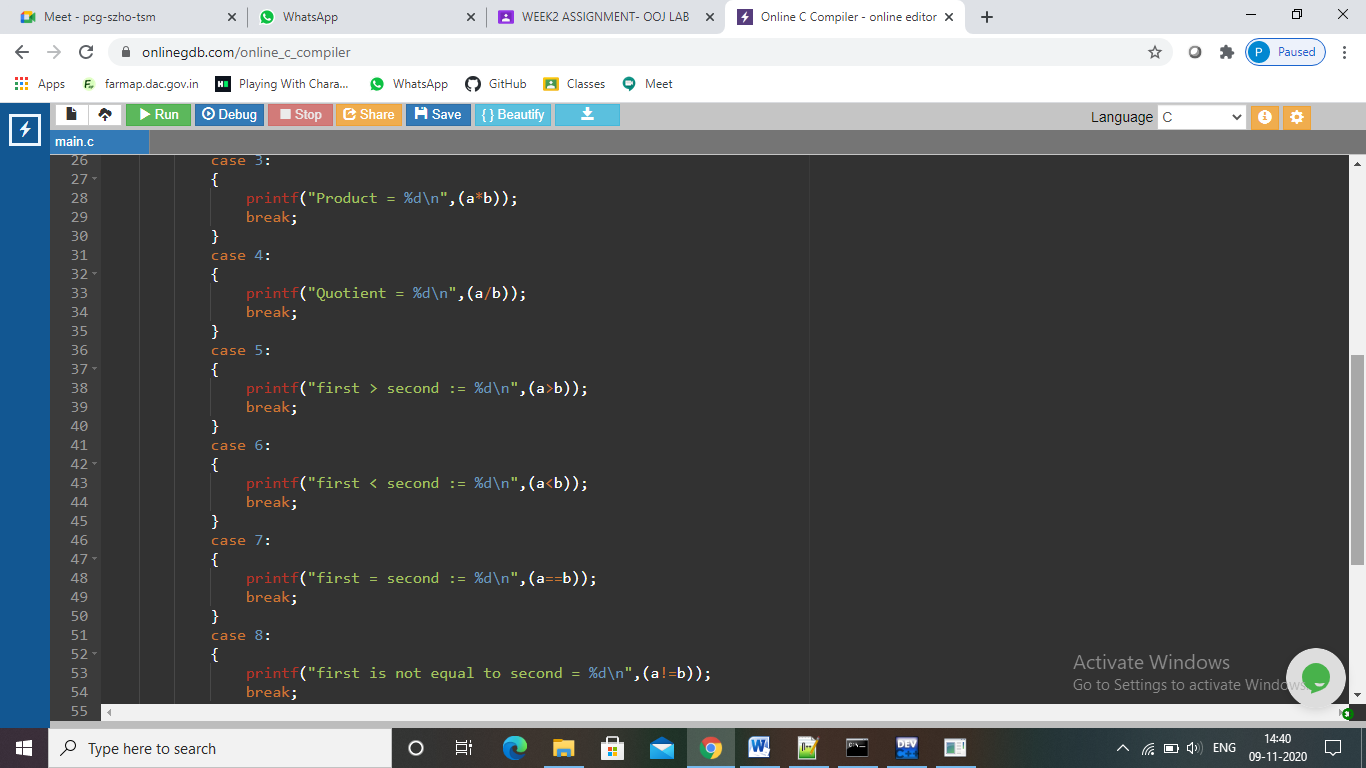 Meet - pcg-szho-tsm
WhatsApp
WEEK2 ASSIGNMENT- OOJ LAB
Online C Compiler - online editor
onlinegdb.com/online_c_compiler
P Paused
Apps
farmap.dac.gov.in
Playing With Chara...
WhatsApp
GitHub
Classes
Meet
Run
Debug
Stop
Share
Save
{ } Beautify
Language C
main.c
26 case 3:
27 {
28 printf("Product = %d\n",(a*b));
29 break;
30 }
31 case 4:
32 {
33 printf("Quotient = %d\n",(a/b));
34 break;
35 }
36 case 5:
37 {
38 printf("first > second := %d\n",(a>b));
39 break;
40 }
41 case 6:
42 {
43 printf("first < second := %d\n",(a<b));
44 break;
45 }
46 case 7:
47 {
48 printf("first = second := %d\n",(a==b));
49 break;
50 }
51 case 8:
52 {
53 printf("first is not equal to second = %d\n",(a!=b));
54 break;
55
Activate Windows
Go to Settings to activate Windows.
Type here to search
DEV
ENG
14:40
09-11-2020